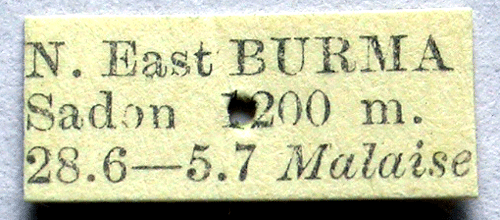 N. East BURMA
Sadon 1200 m.
28.6—5.7 Malaise